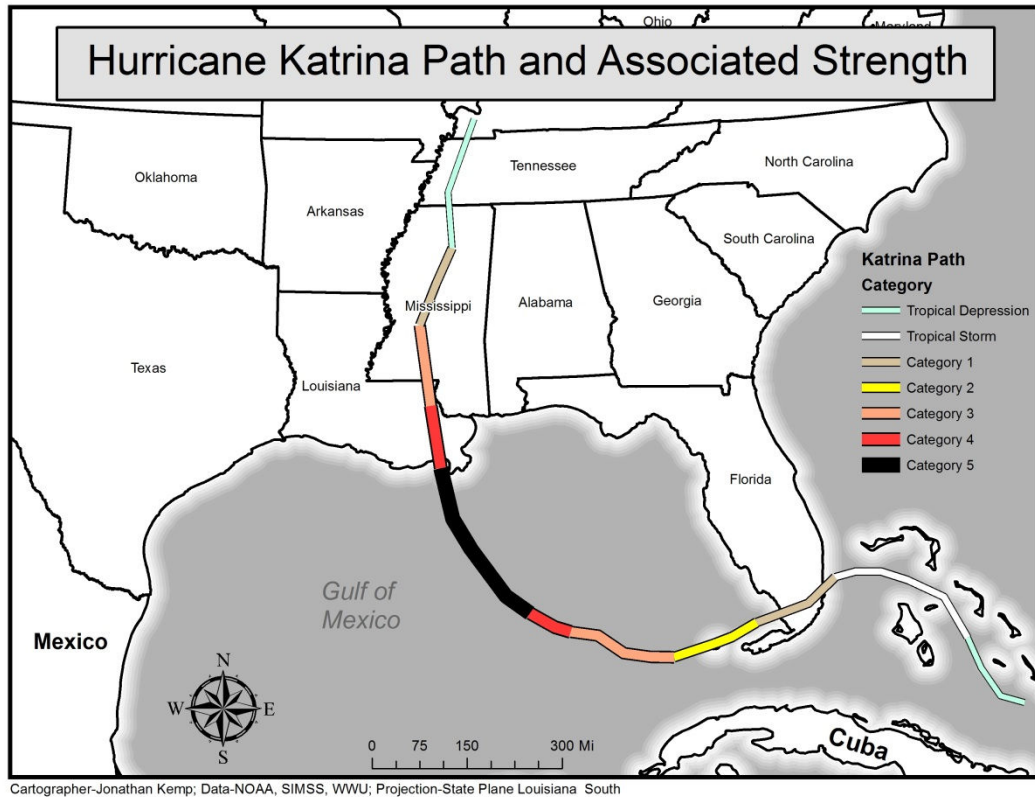 Ohio
Maryland
Hurricane Katrina Path and Associated Strength
Oklahoma
Tennessee
North Carolina
Arkansas
South Carolina
Mississippi
Alabama
Georgia
Texas
Louisiana
Florida
Katrina Path
Category
Tropical Depression
Tropical Storm
Category 1
Category 2
Category 3
Category 4
Category 5
Gulf of
Mexico
Mexico
N
W
E
S
0 75 150 300 Mi
Cuba
Cartographer-Jonathan Kemp; Data-NOAA, SIMSS, WWU; Projection-State Plane Louisiana South